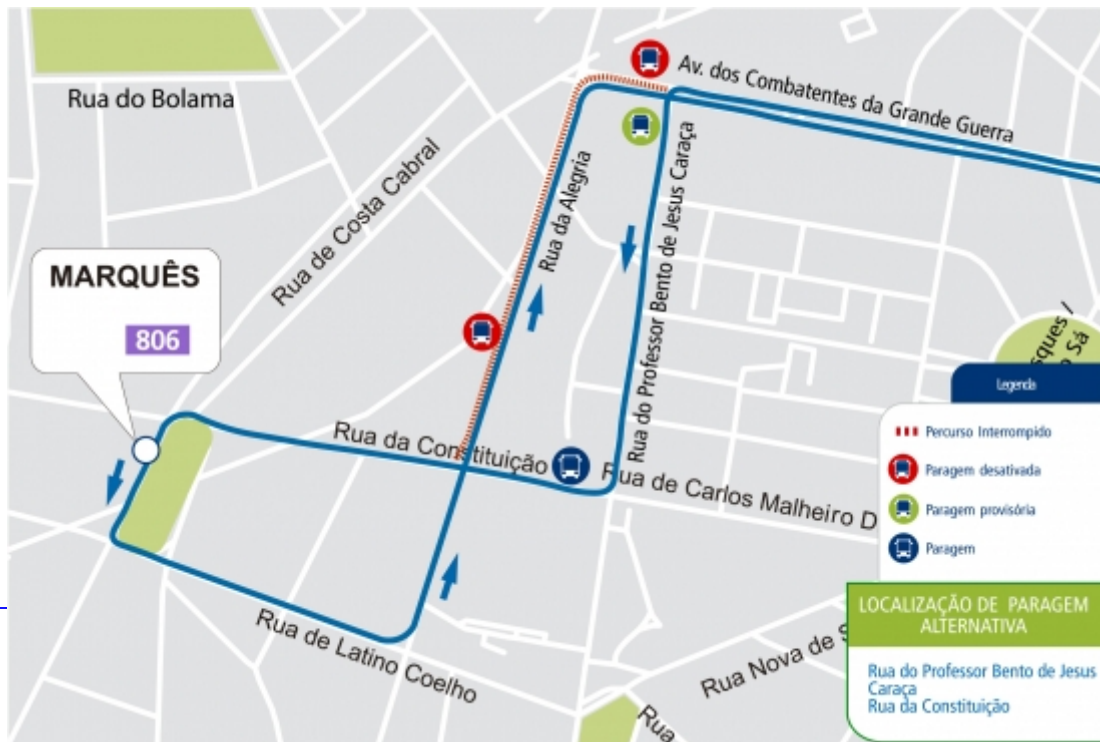 Av. dos Combatentes da Grande Guerra
Rua do Bolama
Rua de Costa Cabral
Rua da Alegria
Rua do Professor Bento de Jesus Caraça
MARQUÊS
806
Rua da Constituição
Rua de Carlos Malheiro D
Rua de Latino Coelho
Rua Nova de S
Rua
sques /
Sá
Legenda
Percurso Interrompido
Paragem desativada
Paragem provisória
Paragem
LOCALIZAÇÃO DE PARAGEM
ALTERNATIVA
Rua do Professor Bento de Jesus
Caraça
Rua da Constituição